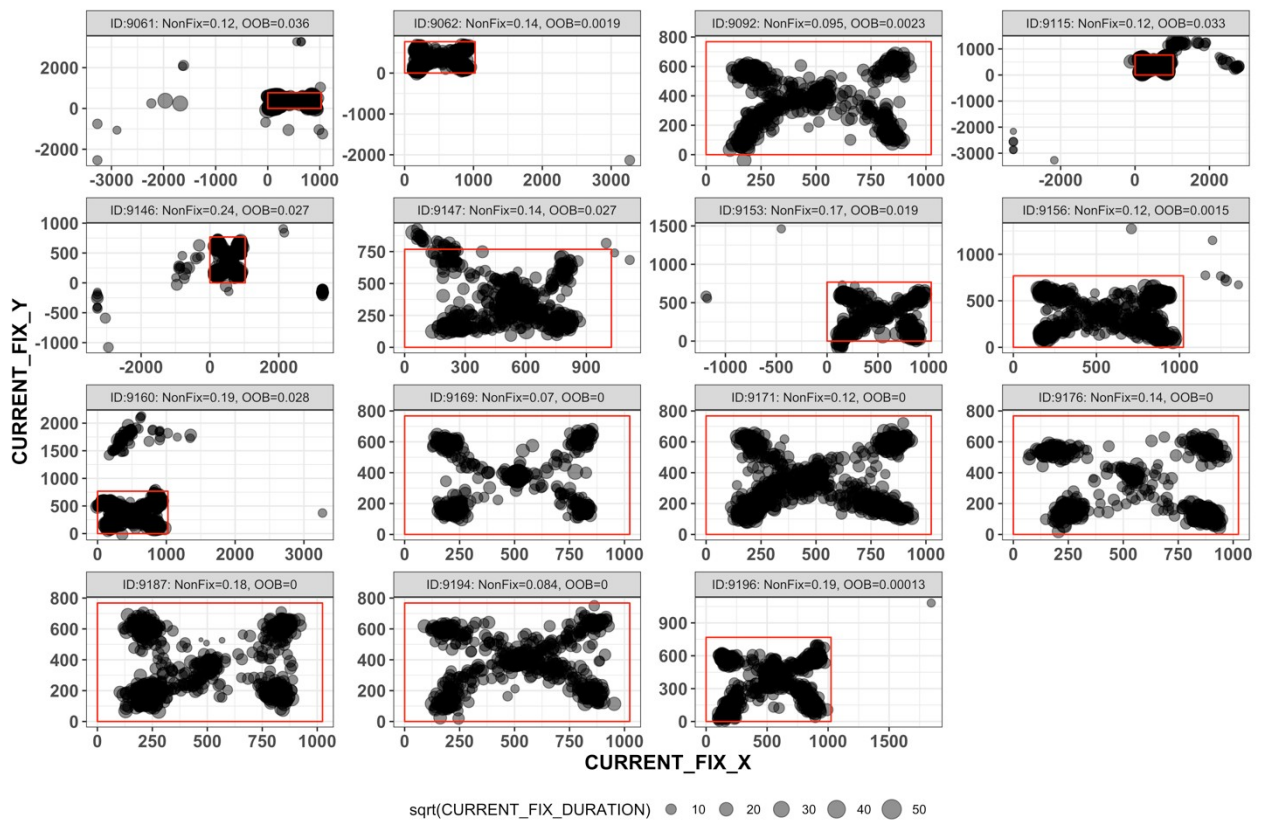 ID:9061: NonFix=0.12, OOB=0.036
ID:9062: NonFix=0.14, OOB=0.0019
ID:9092: NonFix=0.095, OOB=0.0023
ID:9115: NonFix=0.12, OOB=0.033
2000
0
-2000
-3000 -2000 -1000 0 1000
0
-1000
-2000
0 1000 2000 3000
800
600
400
200
0
0 250 500 750 1000
1000
0
-1000
-2000
-3000
-2000 0 2000
ID:9146: NonFix=0.24, OOB=0.027
ID:9147: NonFix=0.14, OOB=0.027
ID:9153: NonFix=0.17, OOB=0.019
ID:9156: NonFix=0.12, OOB=0.0015
1000
500
0
-500
-1000
-2000 0 2000
750
500
250
0
0 300 600 900
1500
1000
500
0
-1000 -500 0 500 1000
1000
500
0
0 500 1000
ID:9160: NonFix=0.19, OOB=0.028
ID:9169: NonFix=0.07, OOB=0
ID:9171: NonFix=0.12, OOB=0
ID:9176: NonFix=0.14, OOB=0
2000
1500
1000
500
0
0 1000 2000 3000
800
600
400
200
0
0 250 500 750 1000
800
600
400
200
0
0 250 500 750 1000
800
600
400
200
0
0 250 500 750 1000
ID:9187: NonFix=0.18, OOB=0
ID:9194: NonFix=0.084, OOB=0
ID:9196: NonFix=0.19, OOB=0.00013
800
600
400
200
0
0 250 500 750 1000
800
600
400
200
0
0 250 500 750 1000
900
600
300
0
0 500 1000 1500
CURRENT_FIX_Y
CURRENT_FIX_X
sqrt(CURRENT_FIX_DURATION) 10 20 30 40 50